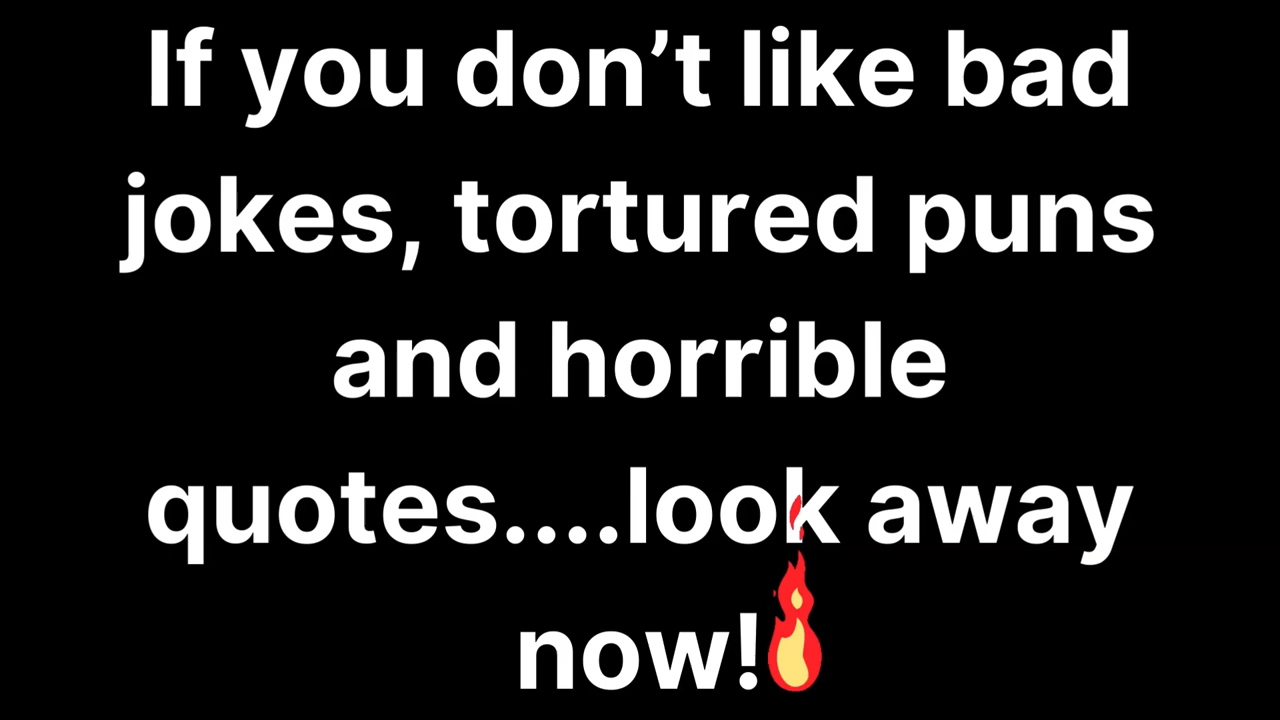 If you don’t like bad
jokes, tortured puns
and horrible
quotes....look away
now!